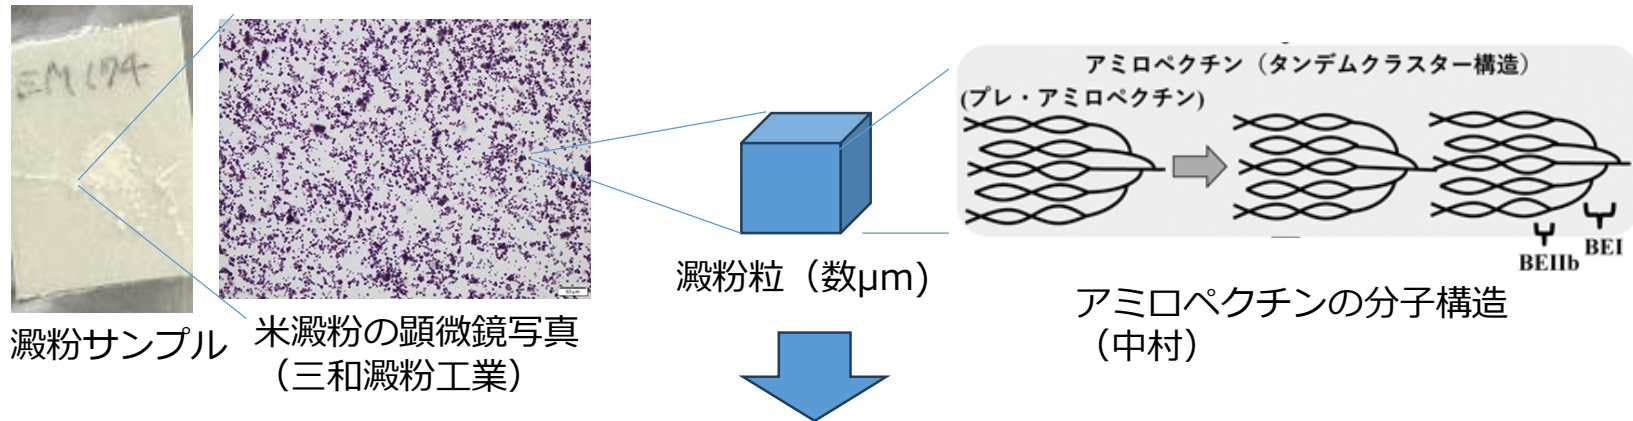 EM174
澱粉サンプル
米澱粉の顕微鏡写真
（三和澱粉工業）
澱粉粒（数μm)
アミロペクチン（タンデムクラスター構造）
(プレ・アミロペクチン)
BEIIb
BEI
アミロペクチンの分子構造
（中村）